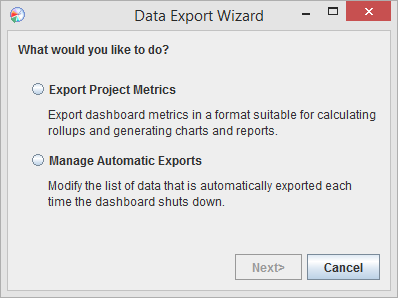 Data Export Wizard
What would you like to do?
Export Project Metrics
Export dashboard metrics in a format suitable for calculating
rollups and generating charts and reports.
Manage Automatic Exports
Modify the list of data that is automatically exported each
time the dashboard shuts down.
Next> Cancel